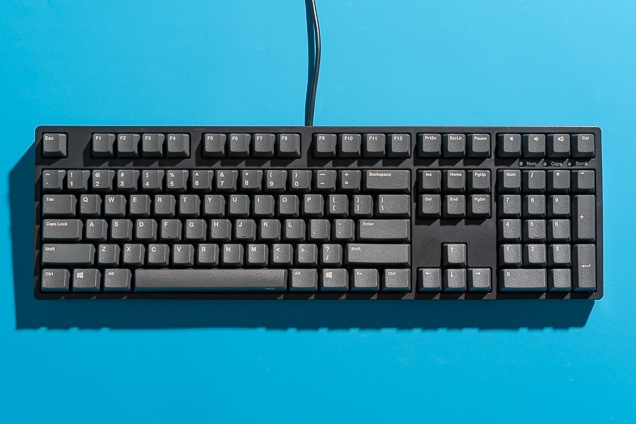 Esc F1 F2 F3 F4 F5 F6 F7 F8 F9 F10 F11 F12 PrtSc ScrLk Pause Cal
Num Caps Scroll
~ ! @ # $ % ^ & * ( ) _ + Backspace Ins Home PgUp Num / * -
` 1 2 3 4 5 6 7 8 9 0 - =
Tab Q W E R T Y U I O P { } | Del End PgDn 7 8 9 +
[ ] \
Caps Lock A S D F G H J K L : " Enter 4 5 6
; '
Shift Z X C V B N M < > ? Shift ↑ 1 2 3
, . /
Ctrl Alt Alt Fn Ctrl ← ↓ → 0 .